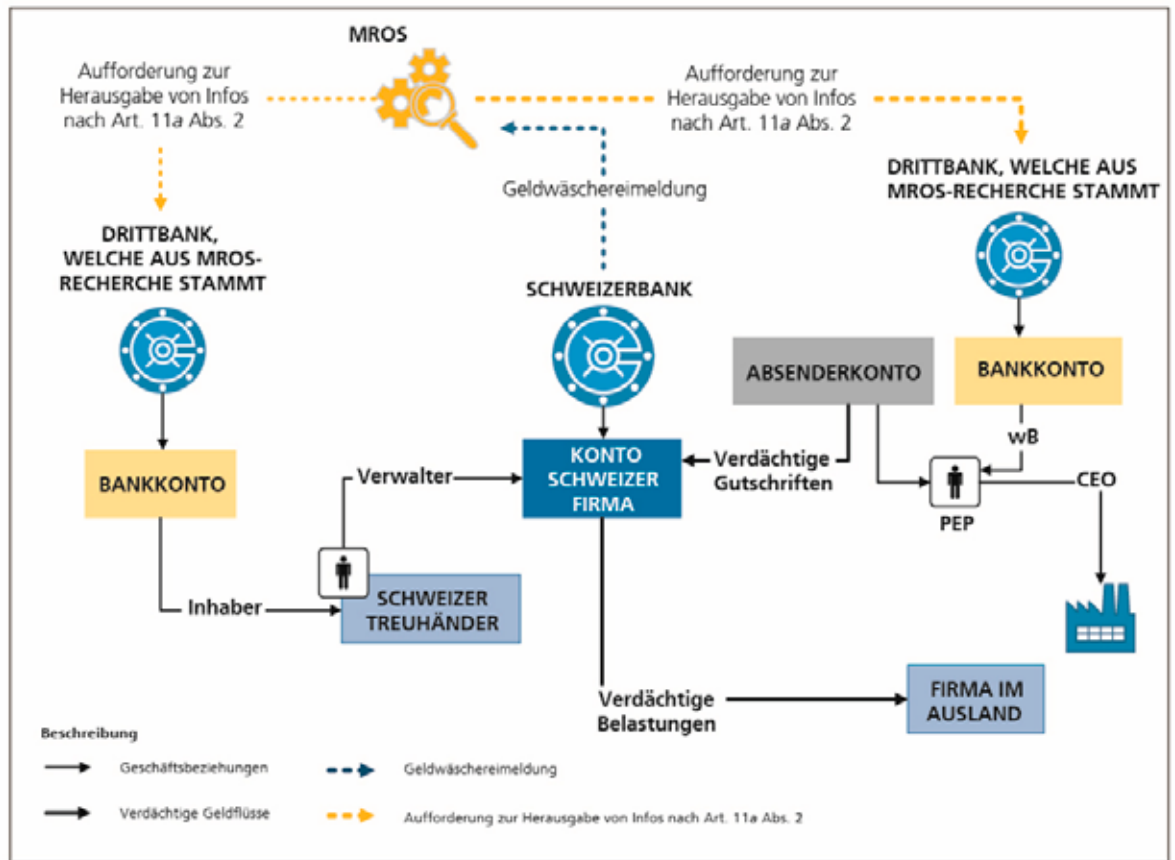 MROS
Aufforderung zur
Herausgabe von Infos
nach Art. 11a Abs. 2
Aufforderung zur
Herausgabe von Infos
nach Art. 11a Abs. 2
Geldwäschereimeldung
DRITTBANK, WELCHE AUS
MROS-RECHERCHE STAMMT
DRITTBANK,
WELCHE AUS MROS-
RECHERCHE STAMMT
SCHWEIZERBANK
ABSENDERKONTO
BANKKONTO
BANKKONTO
Verwalter
KONTO
SCHWEIZER
FIRMA
Verdächtige
Gutschriften
wB
PEP
CEO
Inhaber
SCHWEIZER
TREUHÄNDER
Verdächtige
Belastungen
FIRMA IM
AUSLAND
Beschreibung
Geschäftsbeziehungen
Geldwäschereimeldung
Verdächtige Geldflüsse
Aufforderung zur Herausgabe von Infos nach Art. 11a Abs. 2